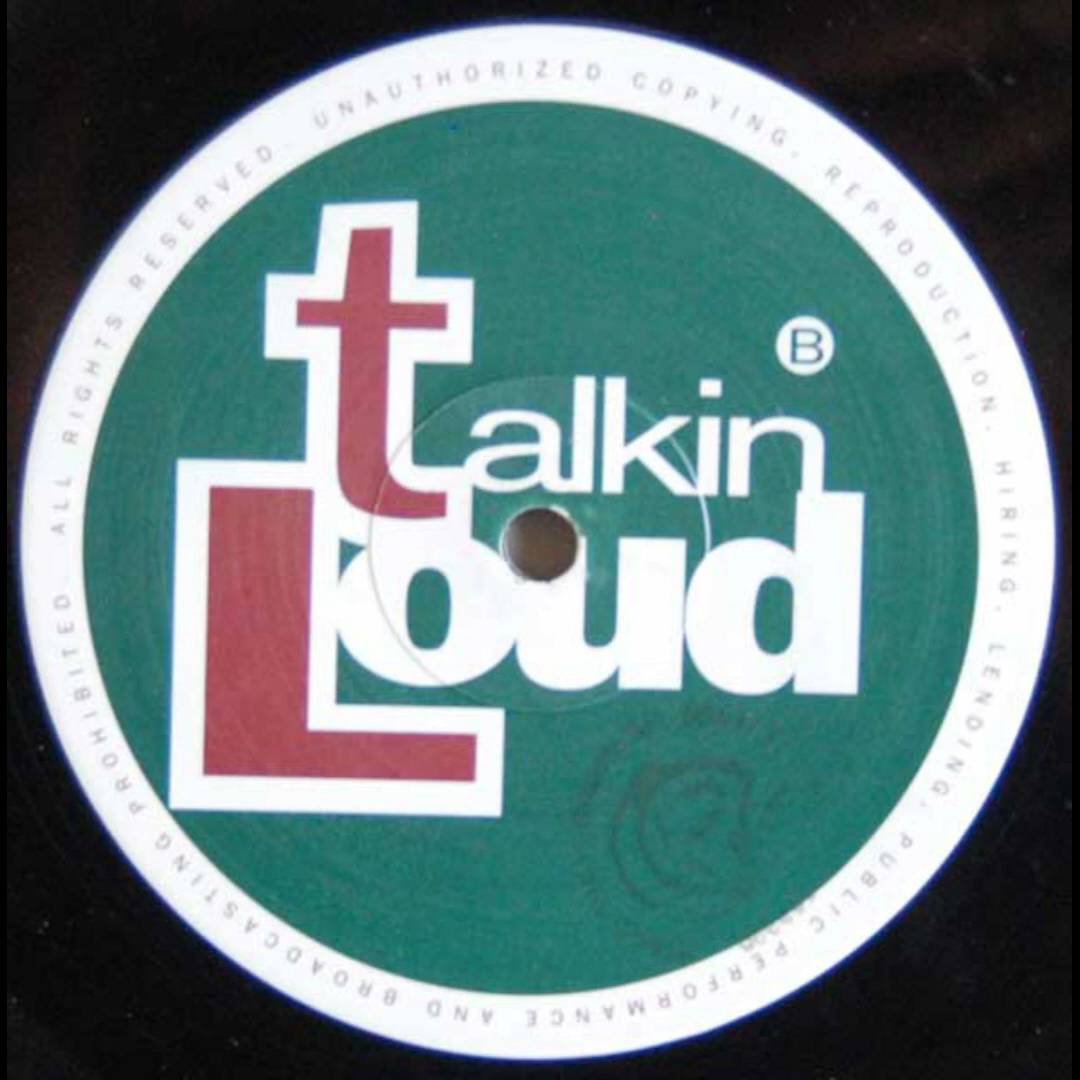 talkin
Loud
B
ALL RIGHTS RESERVED. UNAUTHORIZED COPYING, REPRODUCTION, HIRING, LENDING, PUBLIC PERFORMANCE AND BROADCASTING PROHIBITED.